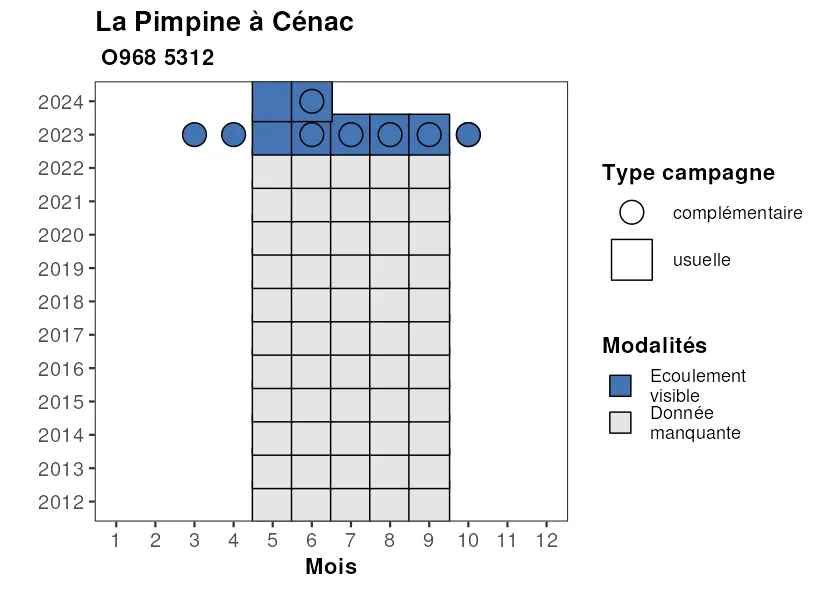 La Pimpine à Cénac
O968 5312
2024
2023
2022
2021
2020
2019
2018
2017
2016
2015
2014
2013
2012
1 2 3 4 5 6 7 8 9 10 11 12
Mois
Type campagne
complémentaire
usuelle
Modalités
Ecoulement
visible
Donnée
manquante